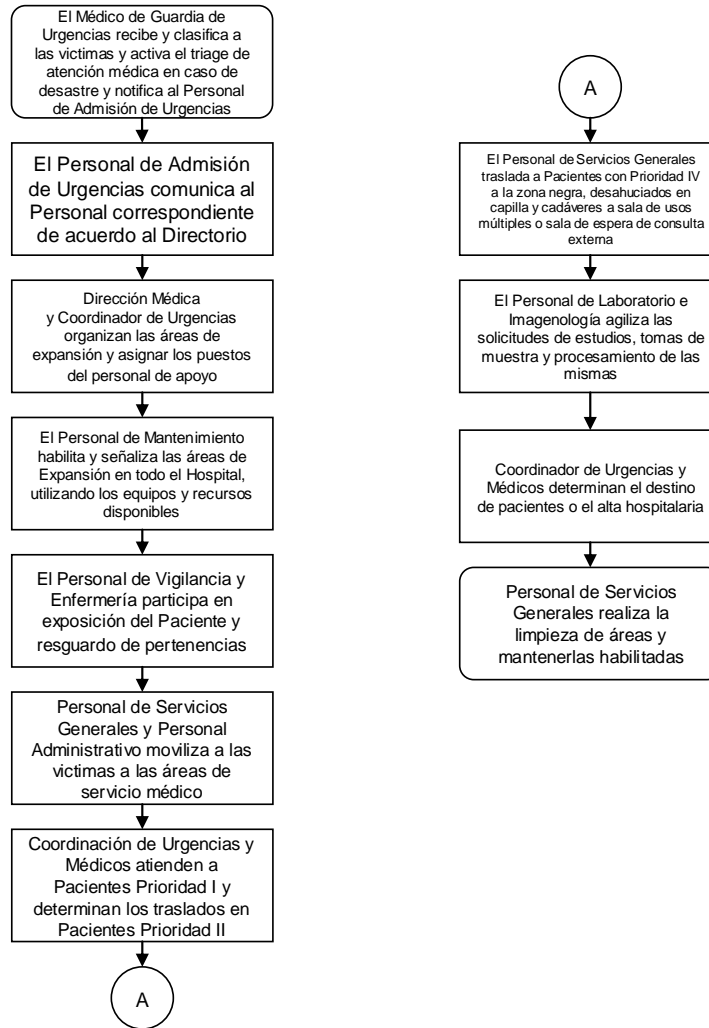 El Médico de Guardia de
Urgencias recibe y clasifica a
las victimas y activa el triage de
atención médica en caso de
desastre y notifica al Personal
de Admisión de Urgencias
El Personal de Admisión
de Urgencias comunica al
Personal correspondiente
de acuerdo al Directorio
Dirección Médica
y Coordinador de Urgencias
organizan las áreas de
expansión y asignar los puestos
del personal de apoyo
El Personal de Mantenimiento
habilita y señaliza las áreas de
Expansión en todo el Hospital,
utilizando los equipos y recursos
disponibles
El Personal de Vigilancia y
Enfermería participa en
exposición del Paciente y
resguardo de pertenencias
Personal de Servicios
Generales y Personal
Administrativo moviliza a las
victimas a las áreas de
servicio médico
Coordinación de Urgencias y
Médicos atienden a
Pacientes Prioridad I y
determinan los traslados en
Pacientes Prioridad II
A
A
El Personal de Servicios Generales
traslada a Pacientes con Prioridad IV
a la zona negra, desahuciados en
capilla y cadáveres a sala de usos
múltiples o sala de espera de consulta
externa
El Personal de Laboratorio e
Imagenología agiliza las
solicitudes de estudios, tomas de
muestra y procesamiento de las
mismas
Coordinador de Urgencias y
Médicos determinan el destino
de pacientes o el alta hospitalaria
Personal de Servicios
Generales realiza la
limpieza de áreas y
mantenerlas habilitadas